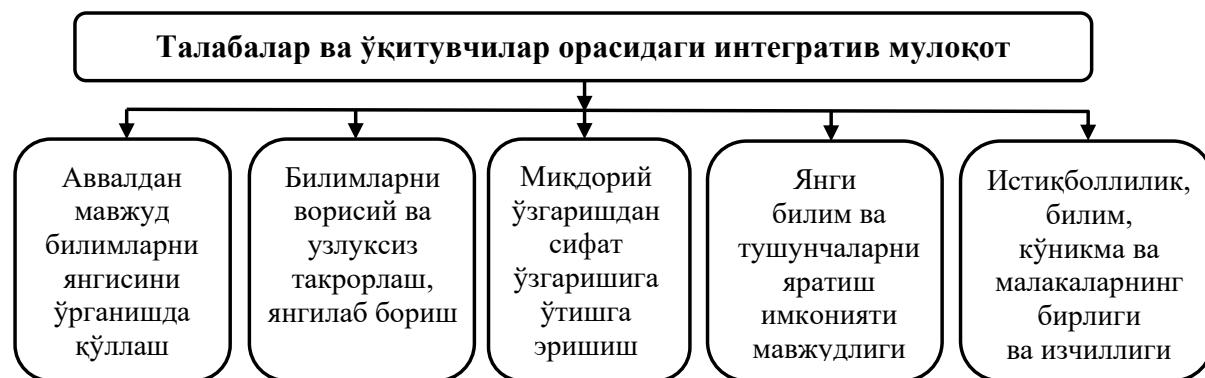 Талабалар ва ўқитувчилар орасидаги интегратив мулоқот
Аввалдан
мавжуд
билимларни
янгисини
ўрганишда
қўллаш
Билимларни
ворисий ва
узлуксиз
такрорлаш,
янгилаб бориш
Миқдорий
ўзгаришдан
сифат
ўзгаришига
ўтишга
эришиш
Янги
билим ва
тушунчаларни
яратиш
имконияти
мавжудлиги
Истиқболлилик,
билим,
кўникма ва
малакаларнинг
бирлиги
ва изчиллиги